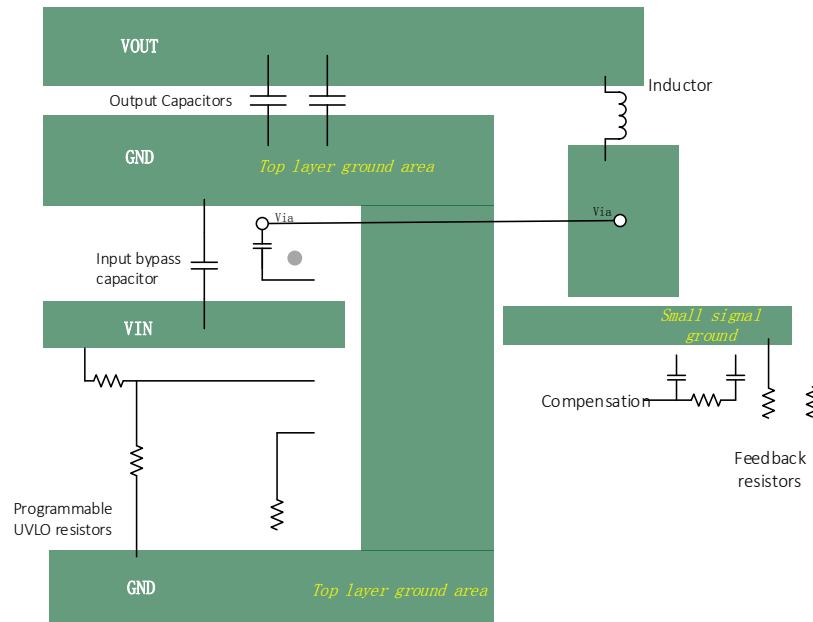 VOUT
Inductor
Output Capacitors
GND
Top layer ground area
Via
Via
Input bypass
capacitor
VIN
Small signal
ground
Compensation
Feedback
resistors
Programmable
UVLO resistors
GND
Top layer ground area